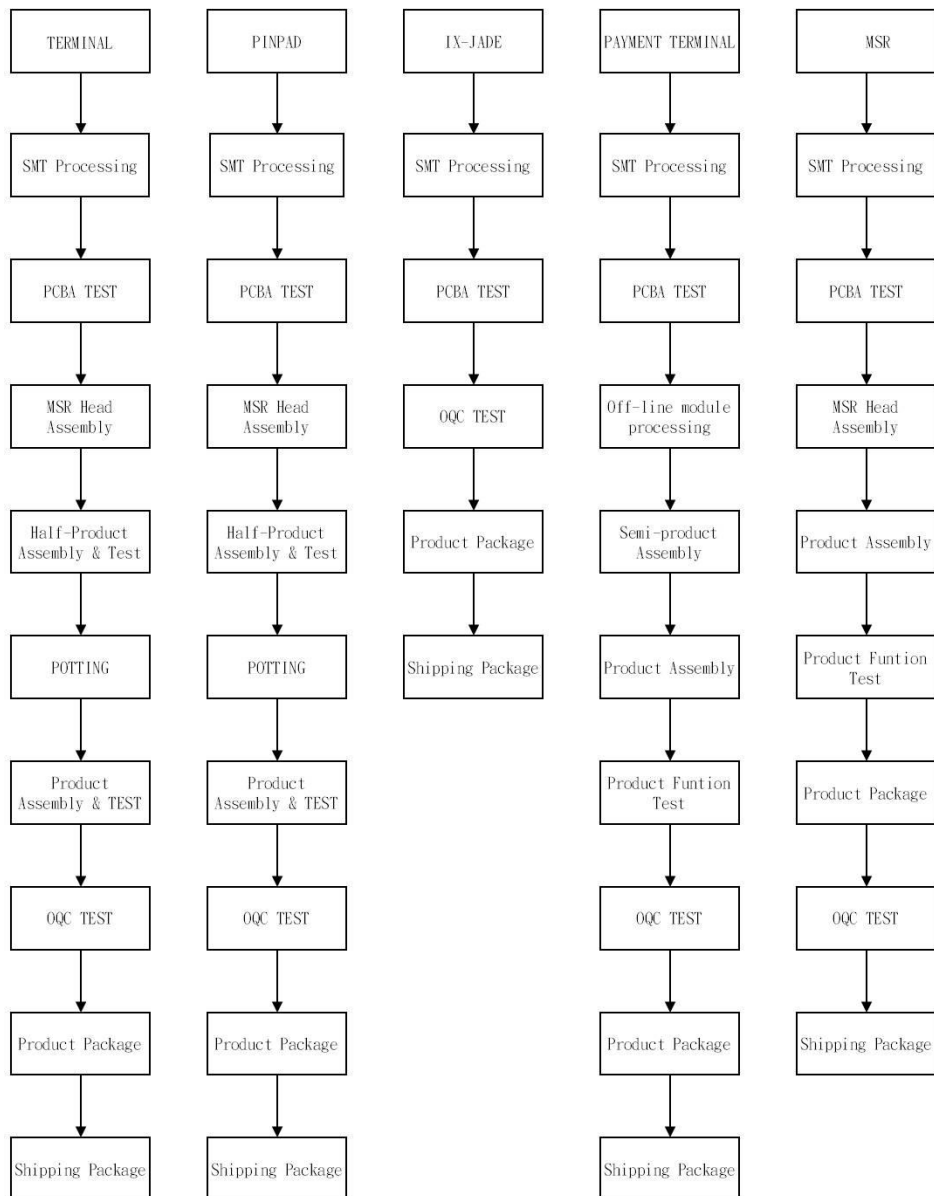 TERMINAL
SMT Processing
PCBA TEST
MSR Head
Assembly
Half-Product
Assembly & Test
POTTING
Product
Assembly & TEST
OQC TEST
Product Package
Shipping Package
PINPAD
SMT Processing
PCBA TEST
MSR Head
Assembly
Half-Product
Assembly & Test
POTTING
Product
Assembly & TEST
OQC TEST
Product Package
Shipping Package
IX-JADE
SMT Processing
PCBA TEST
OQC TEST
Product Package
Shipping Package
PAYMENT TERMINAL
SMT Processing
PCBA TEST
Off-line module
processing
Semi-product
Assembly
Product Assembly
Product Funtion
Test
OQC TEST
Product Package
Shipping Package
MSR
SMT Processing
PCBA TEST
MSR Head
Assembly
Product Assembly
Product Funtion
Test
Product Package
OQC TEST
Shipping Package